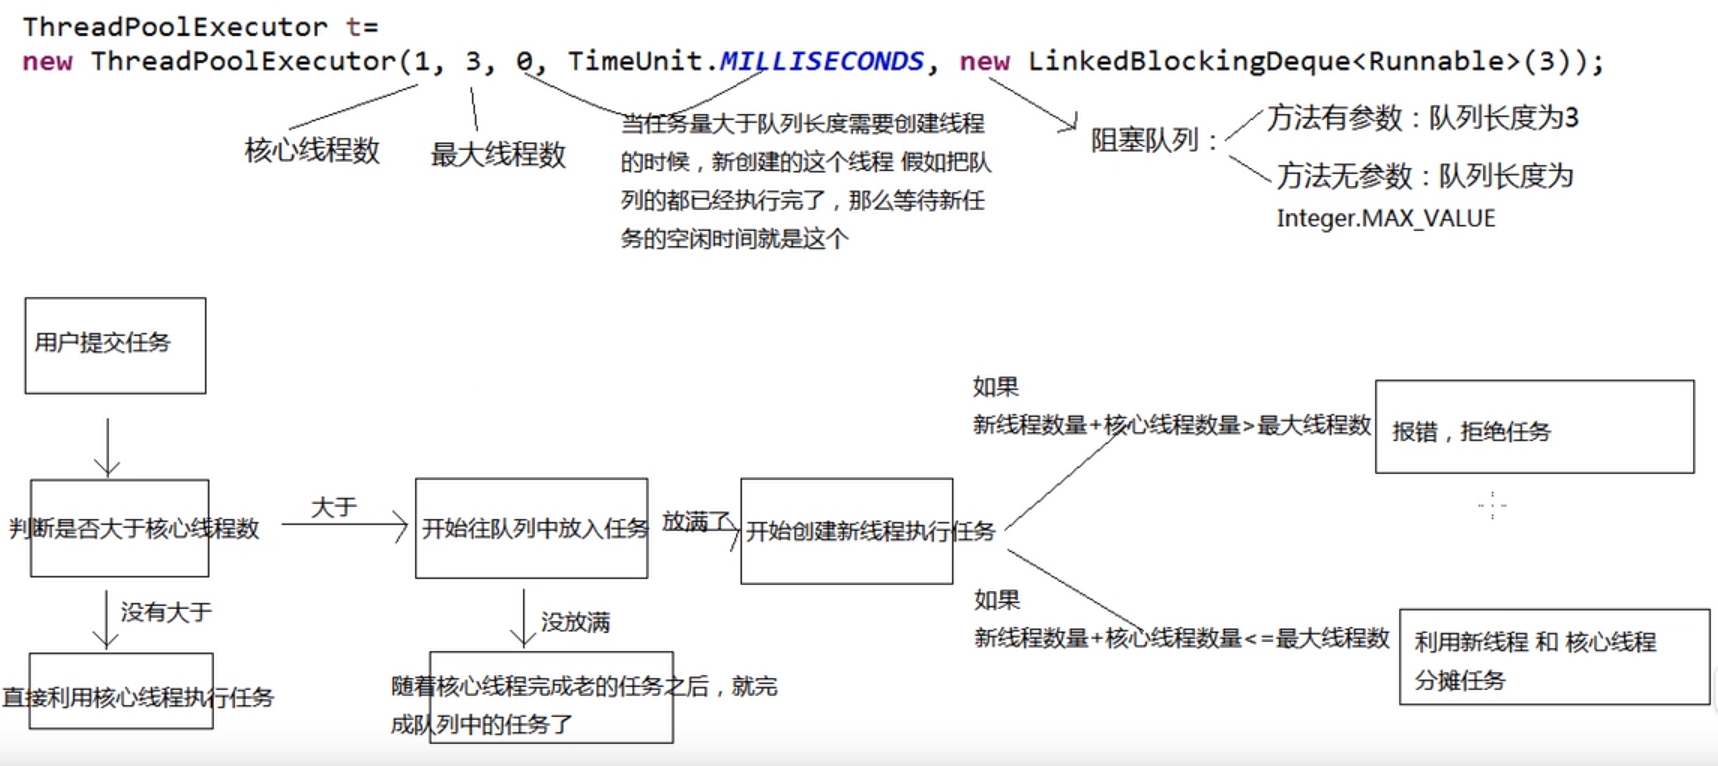 ThreadPoolExecutor t=
new ThreadPoolExecutor(1, 3, 0, TimeUnit.MILLISECONDS, new LinkedBlockingDeque<Runnable>(3));
核心线程数
最大线程数
当任务量大于队列长度需要创建线程
的时候，新创建的这个线程 假如把队
列的都已经执行完了，那么等待新任
务的空闲时间就是这个
阻塞队列：
方法有参数：队列长度为3
方法无参数：队列长度为
Integer.MAX_VALUE
用户提交任务
判断是否大于核心线程数
大于
开始往队列中放入任务
放满了
开始创建新线程执行任务
如果
新线程数量+核心线程数量>最大线程数
报错，拒绝任务
没有大于
直接利用核心线程执行任务
没放满
随着核心线程完成老的任务之后，就完
成队列中的任务了
如果
新线程数量+核心线程数量<=最大线程数
利用新线程 和 核心线程
分摊任务